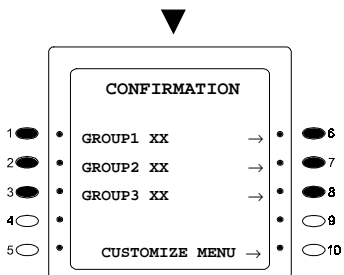 CONFIRMATION
1 6
GROUP1 XX →
2 7
GROUP2 XX →
3 8
GROUP3 XX →
4 9
5 10
CUSTOMIZE MENU →